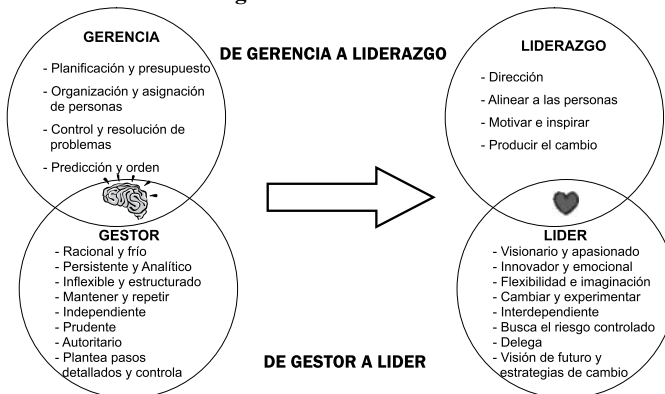 GERENCIA
- Planificación y presupuesto
- Organización y asignación
de personas
- Control y resolución de
problemas
- Predicción y orden
GESTOR
- Racional y frío
- Persistente y Analítico
- Inflexible y estructurado
- Mantener y repetir
- Independiente
- Prudente
- Autoritario
- Plantea pasos
detallados y controla
DE GERENCIA A LIDERAZGO
DE GESTOR A LIDER
LIDERAZGO
- Dirección
- Alinear a las personas
- Motivar e inspirar
- Producir el cambio
LIDER
- Visionario y apasionado
- Innovador y emocional
- Flexibilidad e imaginación
- Cambiar y experimentar
- Interdependiente
- Busca el riesgo controlado
- Delega
- Visión de futuro y
estrategias de cambio